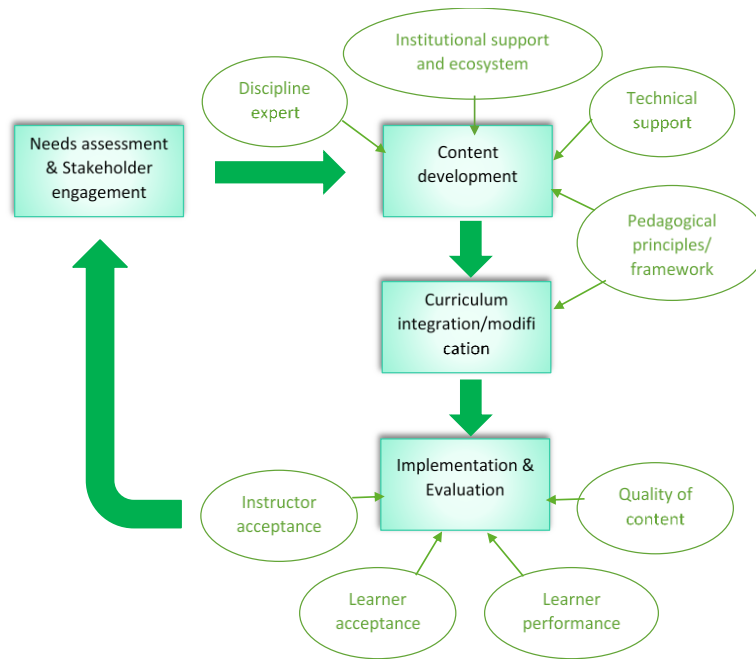 Institutional support
and ecosystem
Discipline
expert
Technical
support
Needs assessment
& Stakeholder
engagement
Content
development
Pedagogical
principles/
framework
Curriculum
integration/modifi
cation
Implementation &
Evaluation
Instructor
acceptance
Quality of
content
Learner
acceptance
Learner
performance